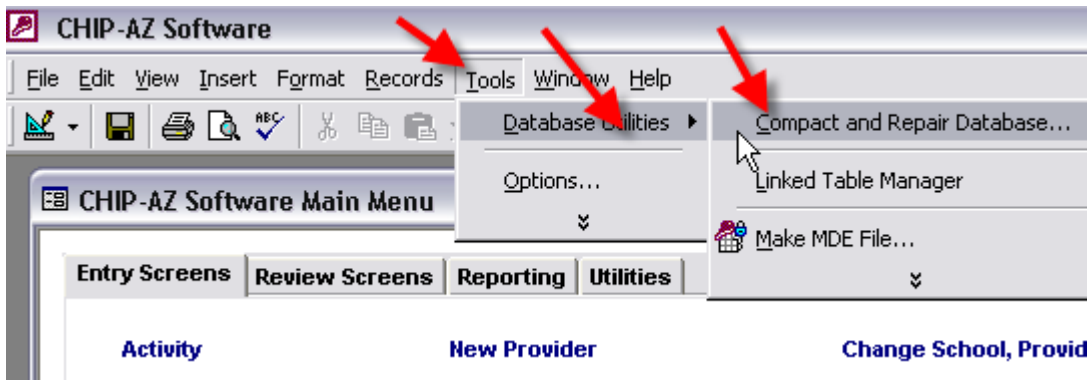 CHIP-AZ Software
File Edit View Insert Format Records Tools Window Help
ABC
Database Utilities
Compact and Repair Database...
Options...
Linked Table Manager
CHIP-AZ Software Main Menu
Make MDE File...
Entry Screens Review Screens Reporting Utilities
Activity New Provider Change School, Provid